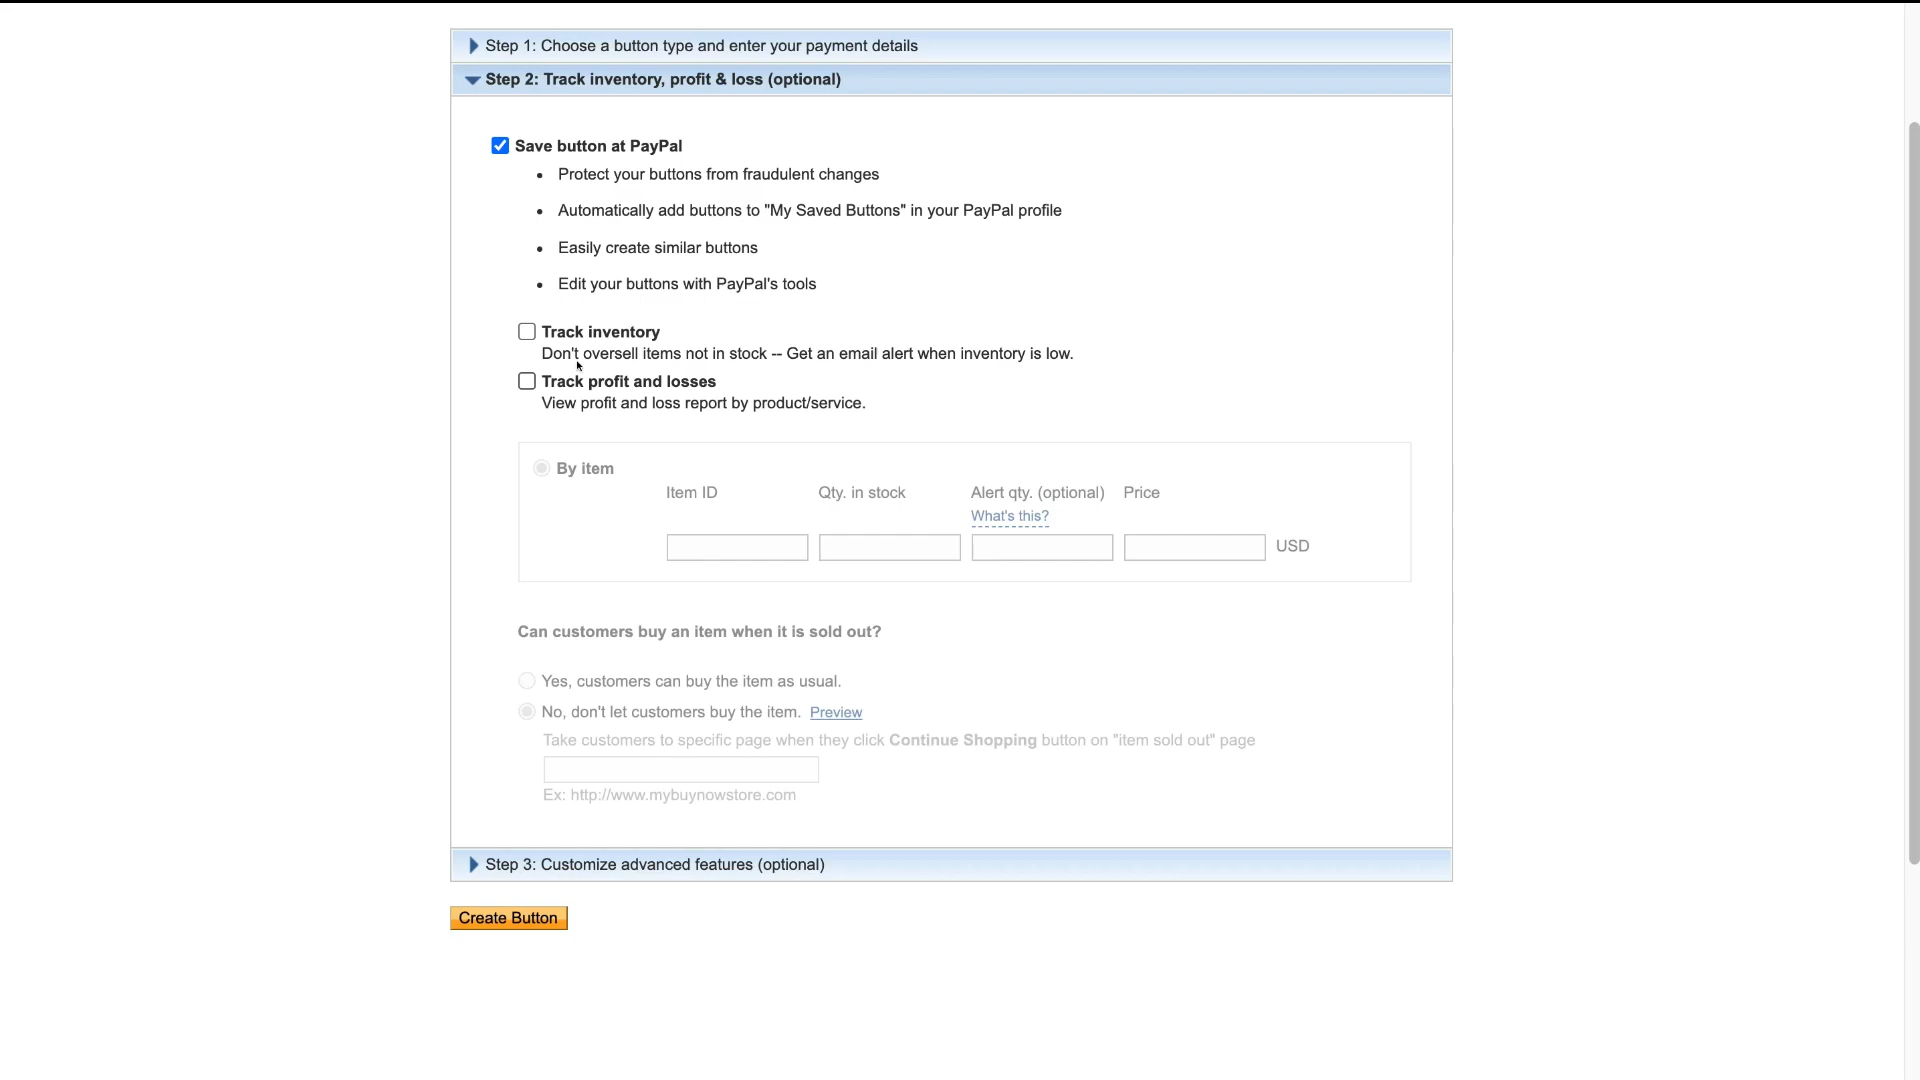 Step 1: Choose a button type and enter your payment details
Step 2: Track inventory, profit & loss (optional)
Save button at PayPal
• Protect your buttons from fraudulent changes
• Automatically add buttons to "My Saved Buttons" in your PayPal profile
• Easily create similar buttons
• Edit your buttons with PayPal's tools
Track inventory
Don't oversell items not in stock -- Get an email alert when inventory is low.
Track profit and losses
View profit and loss report by product/service.
By item
Item ID Qty. in stock Alert qty. (optional) Price
What's this?
USD
Can customers buy an item when it is sold out?
Yes, customers can buy the item as usual.
No, don't let customers buy the item. Preview
Take customers to specific page when they click Continue Shopping button on "item sold out" page
Ex: http://www.mybuynowstore.com
Step 3: Customize advanced features (optional)
Create Button